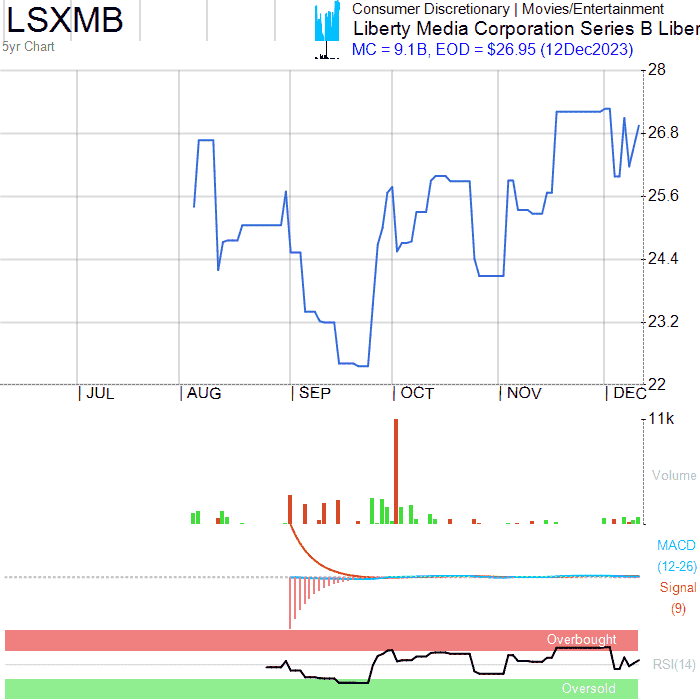 LSXMB
5yr Chart
Consumer Discretionary | Movies/Entertainment
Liberty Media Corporation Series B Liber
MC = 9.1B, EOD = $26.95 (12Dec2023)
28
26.8
25.6
24.4
23.2
22
| JUL | AUG | SEP | OCT | NOV | DEC
11k
Volume
MACD
(12-26)
Signal
(9)
Overbought
RSI(14)
Oversold